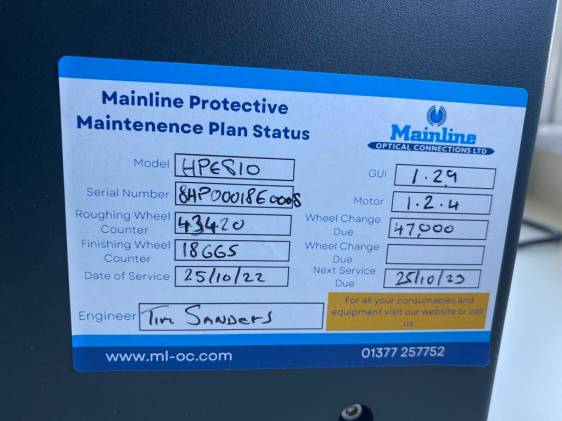 Mainline Protective
Maintenence Plan Status
Mainline
OPTICAL CONNECTIONS LTD
Model HPE810
GUI 1.29
Serial Number 8HP00018E0008
Motor 1.2.4
Roughing Wheel
Counter 43420
Wheel Change
Due 47,000
Finishing Wheel
Counter 18665
Wheel Change
Due
Date of Service 25/10/22
Next Service
Due 25/10/23
Engineer Tim SANDERS
For all your consumables and
equipment visit our website or call
us
www.ml-oc.com
01377 257752